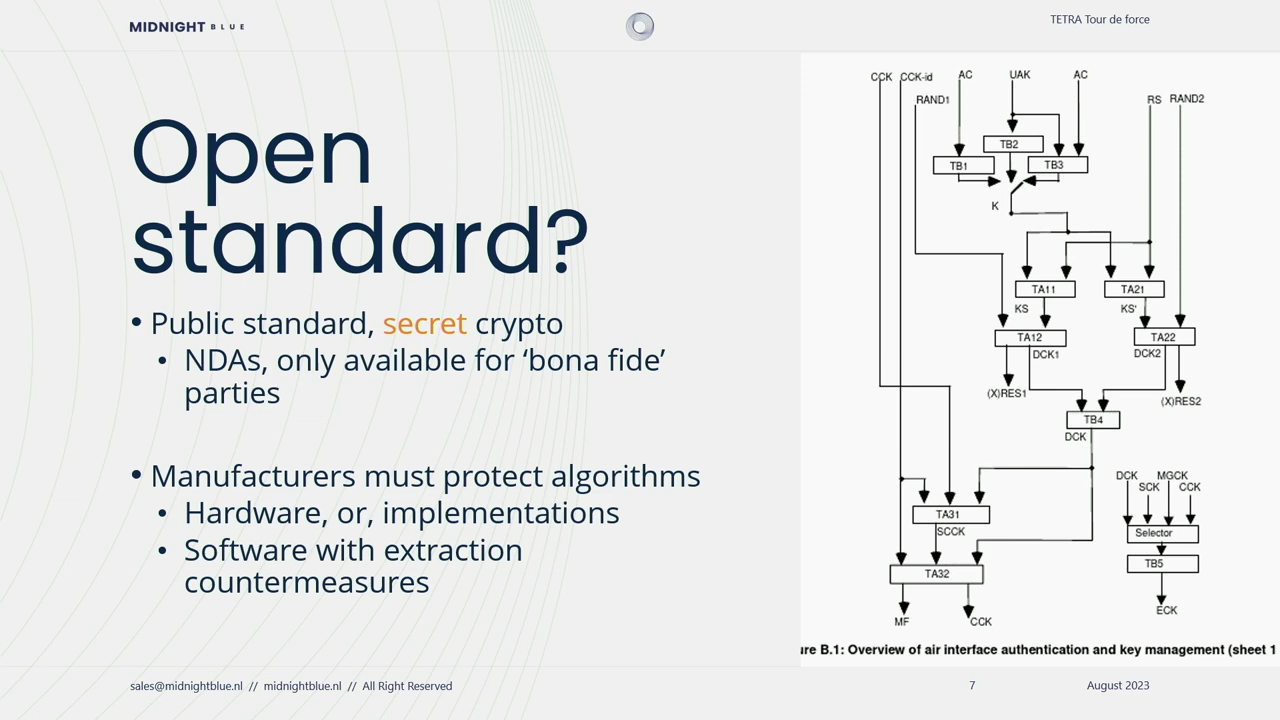 MIDNIGHT BLUE
TETRA Tour de force
Open
standard?
• Public standard, secret crypto
• NDAs, only available for ‘bona fide’
parties
• Manufacturers must protect algorithms
• Hardware, or, implementations
• Software with extraction
countermeasures
CCK CCK-id AC UAK AC
RAND1 RS RAND2
TB2
TB1 TB3
K
TA11 TA21
KS KS'
TA12 TA22
DCK1 DCK2
(X)RES1 (X)RES2
TB4
DCK
DCK MGCK
SCK CCK
TA31
SCCK Selector
TB5
TA32
ECK
MF CCK
ure B.1: Overview of air interface authentication and key management (sheet 1
sales@midnightblue.nl // midnightblue.nl // All Right Reserved
7
August 2023